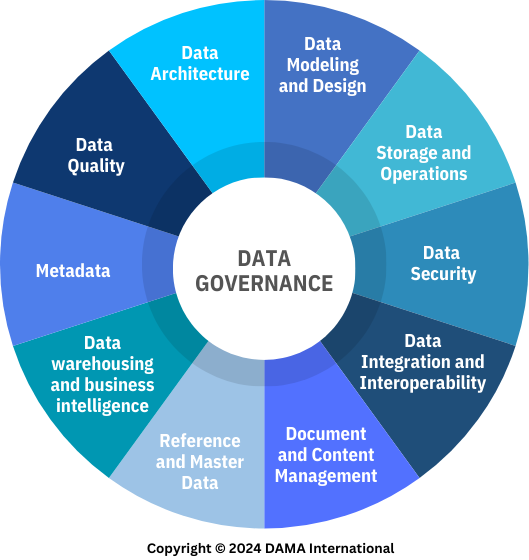 Data
Architecture
Data
Modeling
and Design
Data
Storage and
Operations
Data
Security
Data
Integration and
Interoperability
Document
and Content
Management
Reference
and Master
Data
Data
warehousing
and business
intelligence
Metadata
Data
Quality
DATA
GOVERNANCE
Copyright © 2024 DAMA International